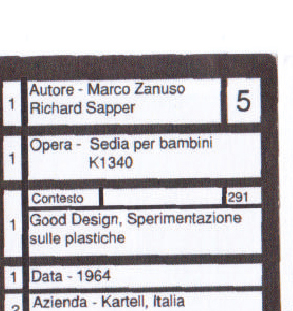 1 Autore - Marco Zanuso 5
Richard Sapper
1 Opera - Sedia per bambini
K1340
Contesto 291
1 Good Design, Sperimentazione
sulle plastiche
1 Data - 1964
Azienda - Kartell, Italia